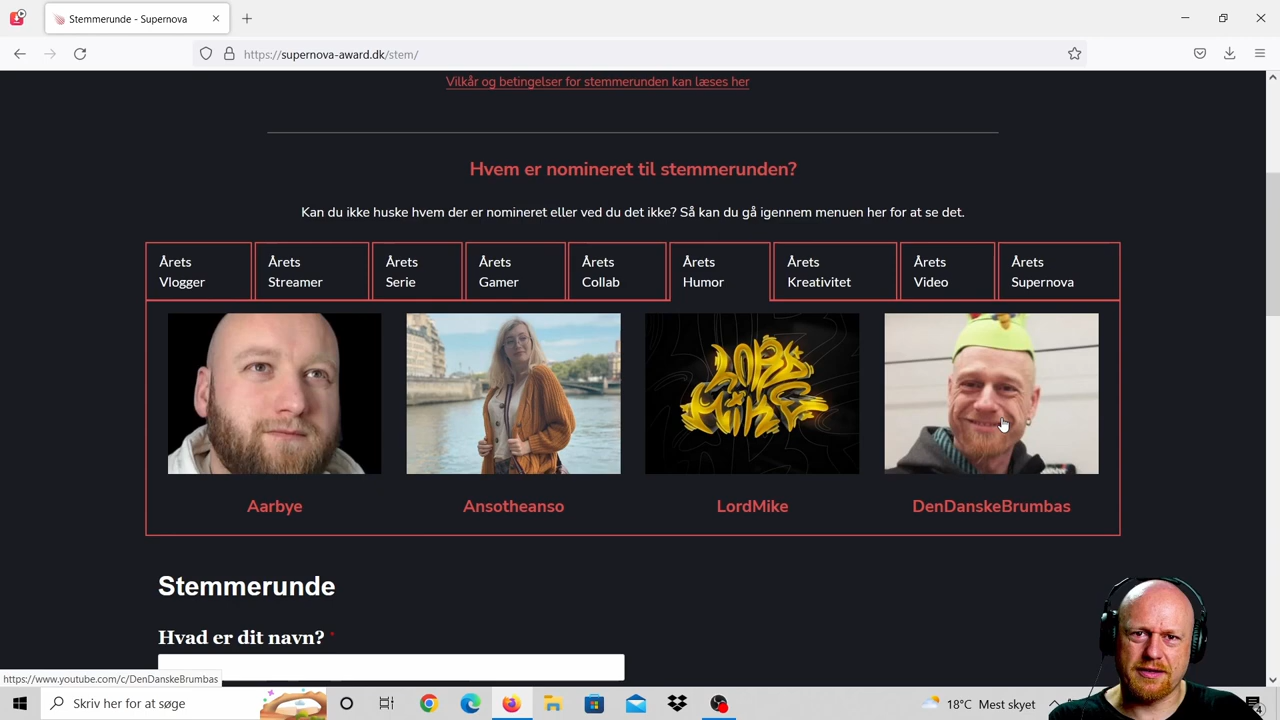 Stemmerunde - Supernova
https://supernova-award.dk/stem/
Vilkår og betingelser for stemmerunden kan læses her
Hvem er nomineret til stemmerunden?
Kan du ikke huske hvem der er nomineret eller ved du det ikke? Så kan du gå igennem menuen her for at se det.
Årets Vlogger
Årets Streamer
Årets Serie
Årets Gamer
Årets Collab
Årets Humor
Årets Kreativitet
Årets Video
Årets Supernova
LORD
MIKE
Aarbye
Ansotheanso
LordMike
DenDanskeBrumbas
Stemmerunde
Hvad er dit navn? *
https://www.youtube.com/c/DenDanskeBrumbas
Skriv her for at søge
18°C Mest skyet
4